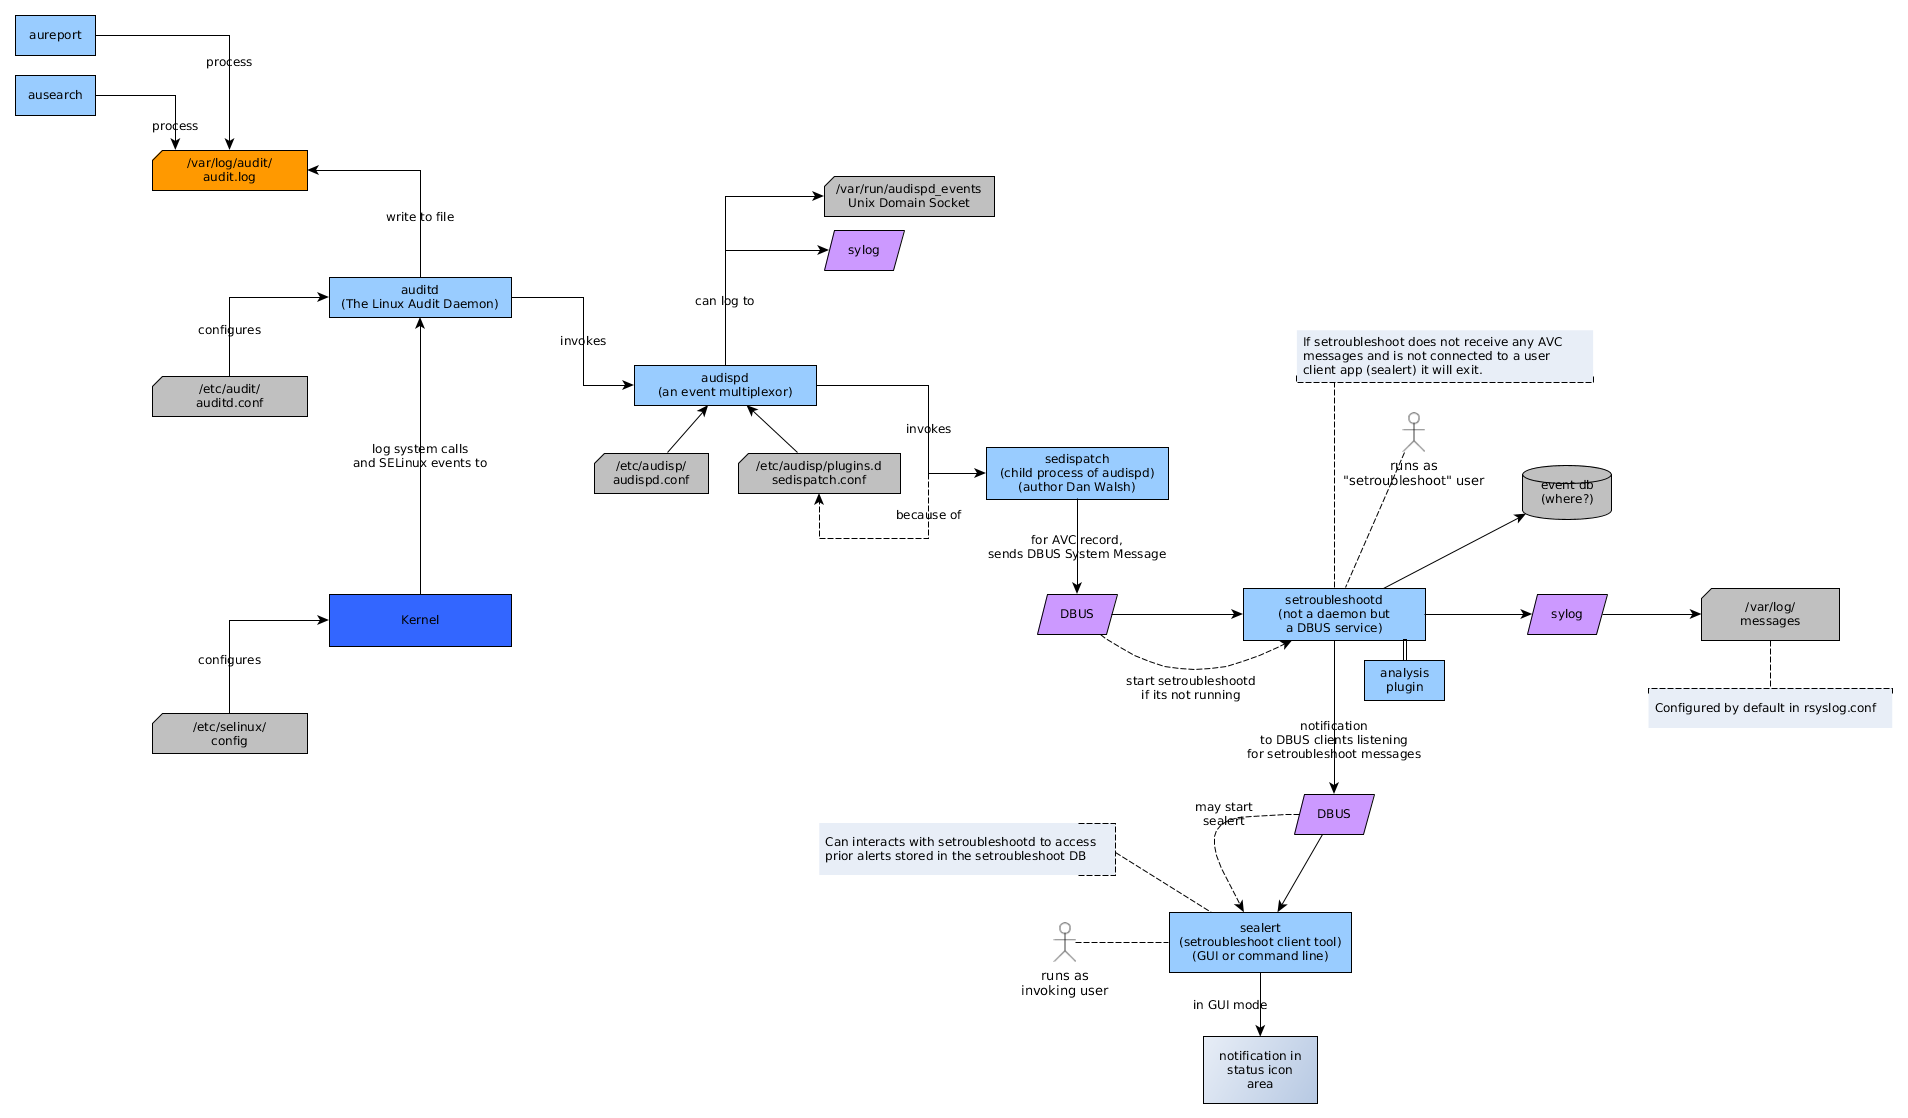 aureport
process
ausearch
process
/var/log/audit/
audit.log
write to file
/var/run/audispd_events
Unix Domain Socket
sylog
can log to
auditd
(The Linux Audit Daemon)
configures
/etc/audit/
auditd.conf
invokes
audispd
(an event multiplexor)
/etc/audisp/
audispd.conf
/etc/audisp/plugins.d
sedispatch.conf
invokes
because of
log system calls
and SELinux events to
Kernel
configures
/etc/selinux/
config
sedispatch
(child process of audispd)
(author Dan Walsh)
for AVC record,
sends DBUS System Message
DBUS
start setroubleshootd
if its not running
If setroubleshoot does not receive any AVC
messages and is not connected to a user
client app (sealert) it will exit.
runs as
"setroubleshoot" user
event db
(where?)
setroubleshootd
(not a daemon but
a DBUS service)
analysis
plugin
sylog
/var/log/
messages
Configured by default in rsyslog.conf
notification
to DBUS clients listening
for setroubleshoot messages
DBUS
may start
sealert
Can interacts with setroubleshootd to access
prior alerts stored in the setroubleshoot DB
sealert
(setroubleshoot client tool)
(GUI or command line)
runs as
invoking user
in GUI mode
notification in
status icon
area